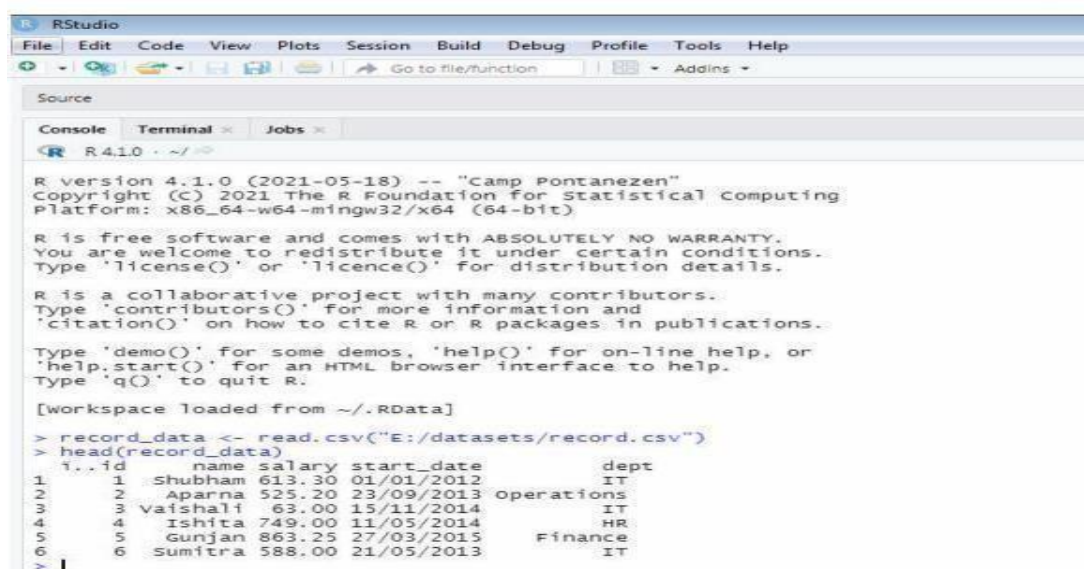 RStudio
File Edit Code View Plots Session Build Debug Profile Tools Help
Go to file/function Addins
Source
Console Terminal Jobs
R 4.1.0 · ~/
R version 4.1.0 (2021-05-18) -- "Camp Pontanezen"
Copyright (C) 2021 The R Foundation for Statistical Computing
Platform: x86_64-w64-mingw32/x64 (64-bit)
R is free software and comes with ABSOLUTELY NO WARRANTY.
You are welcome to redistribute it under certain conditions.
Type 'license()' or 'licence()' for distribution details.
R is a collaborative project with many contributors.
Type 'contributors()' for more information and
'citation()' on how to cite R or R packages in publications.
Type 'demo()' for some demos, 'help()' for on-line help, or
'help.start()' for an HTML browser interface to help.
Type 'q()' to quit R.
[Workspace loaded from ~/.RData]
> record_data <- read.csv("E:/datasets/record.csv")
> head(record_data)
ï..id name salary start_date dept
1 1 Shubham 613.30 01/01/2012 IT
2 2 Aparna 525.20 23/09/2013 Operations
3 3 Vaishali 63.00 15/11/2014 IT
4 4 Ishita 749.00 11/05/2014 HR
5 5 Gunjan 863.25 27/03/2015 Finance
6 6 Sumitra 588.00 21/05/2013 IT
>